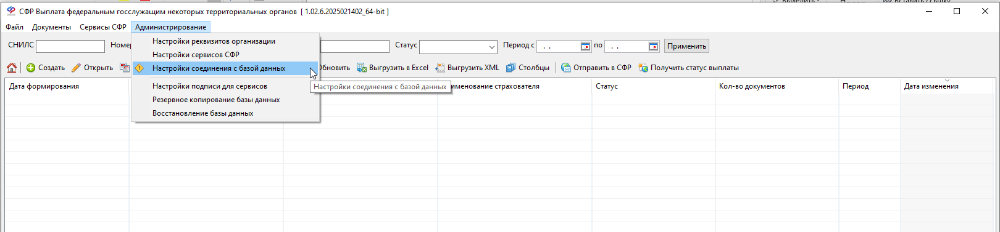 СФР Выплата федеральным госслужащим некоторых территориальных органов [ 1.02.6.2025021402_64-bit ]
Файл Документы Сервисы СФР Администрирование
СНИЛС Статус Период с . . по . . Применить
Настройки реквизитов организации
Настройки сервисов СФР
Создать Открыть Выгрузить в Excel Выгрузить XML Столбцы Отправить в СФР Получить статус выплаты
Настройки соединения с базой данных
Настройки соединения с базой данных
Дата формирования Статус Кол-во документов Период Дата изменения
страхователя
Настройки подписи для сервисов
Резервное копирование базы данных
Восстановление базы данных